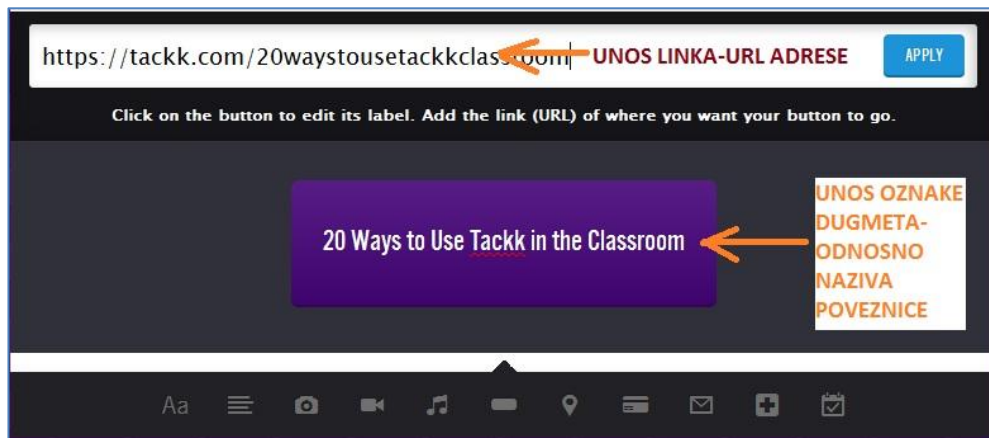 https://tackk.com/20waystousetackkclassroom UNOS LINKA-URL ADRESE APPLY
Click on the button to edit its label. Add the link (URL) of where you want your button to go.
20 Ways to Use Tackk in the Classroom
UNOS OZNAKE
DUGMETA-
ODNOSNO
NAZIVA
POVEZNICE
Aa